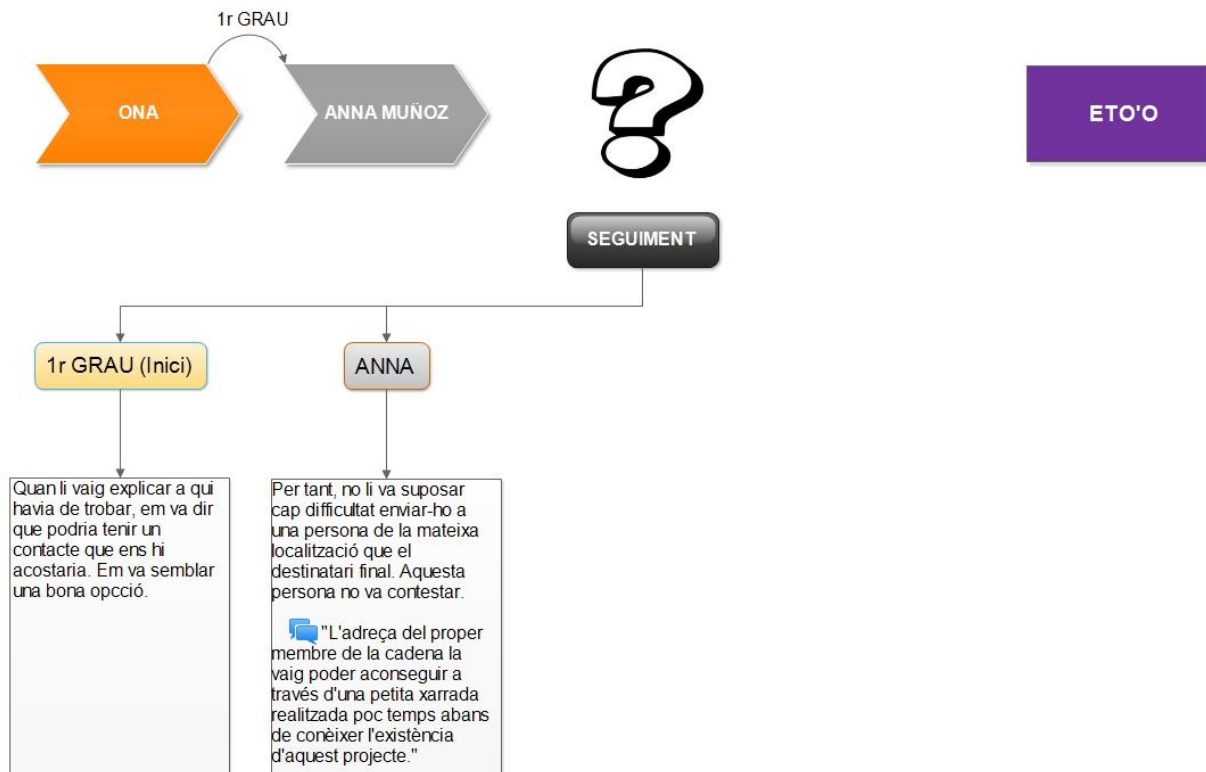 1r GRAU
ONA
ANNA MUÑOZ
ETO'O
SEGUIMENT
1r GRAU (Inici)
ANNA
Quan li vaig explicar a qui
havia de trobar, em va dir
que podria tenir un
contacte que ens hi
acostaria. Em va semblar
una bona opcció.
Per tant, no li va suposar
cap difficultat enviar-ho a
una persona de la mateixa
localització que el
destinatari final. Aquesta
persona no va contestar.
"L'adreça del proper
membre de la cadena la
vaig poder aconseguir a
través d'una petita xarrada
realitzada poc temps abans
de conèixer l'existència
d'aquest projecte."